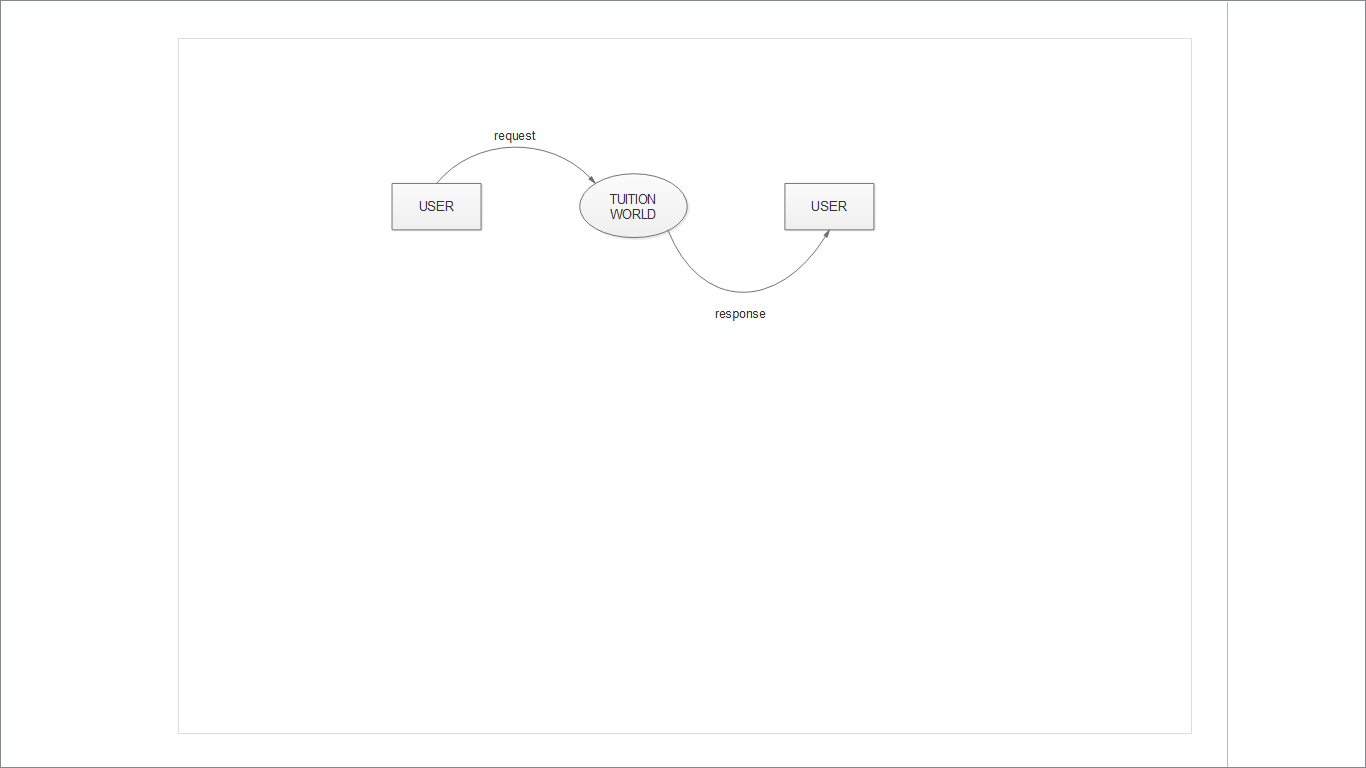 request
USER
TUITION
WORLD
USER
response